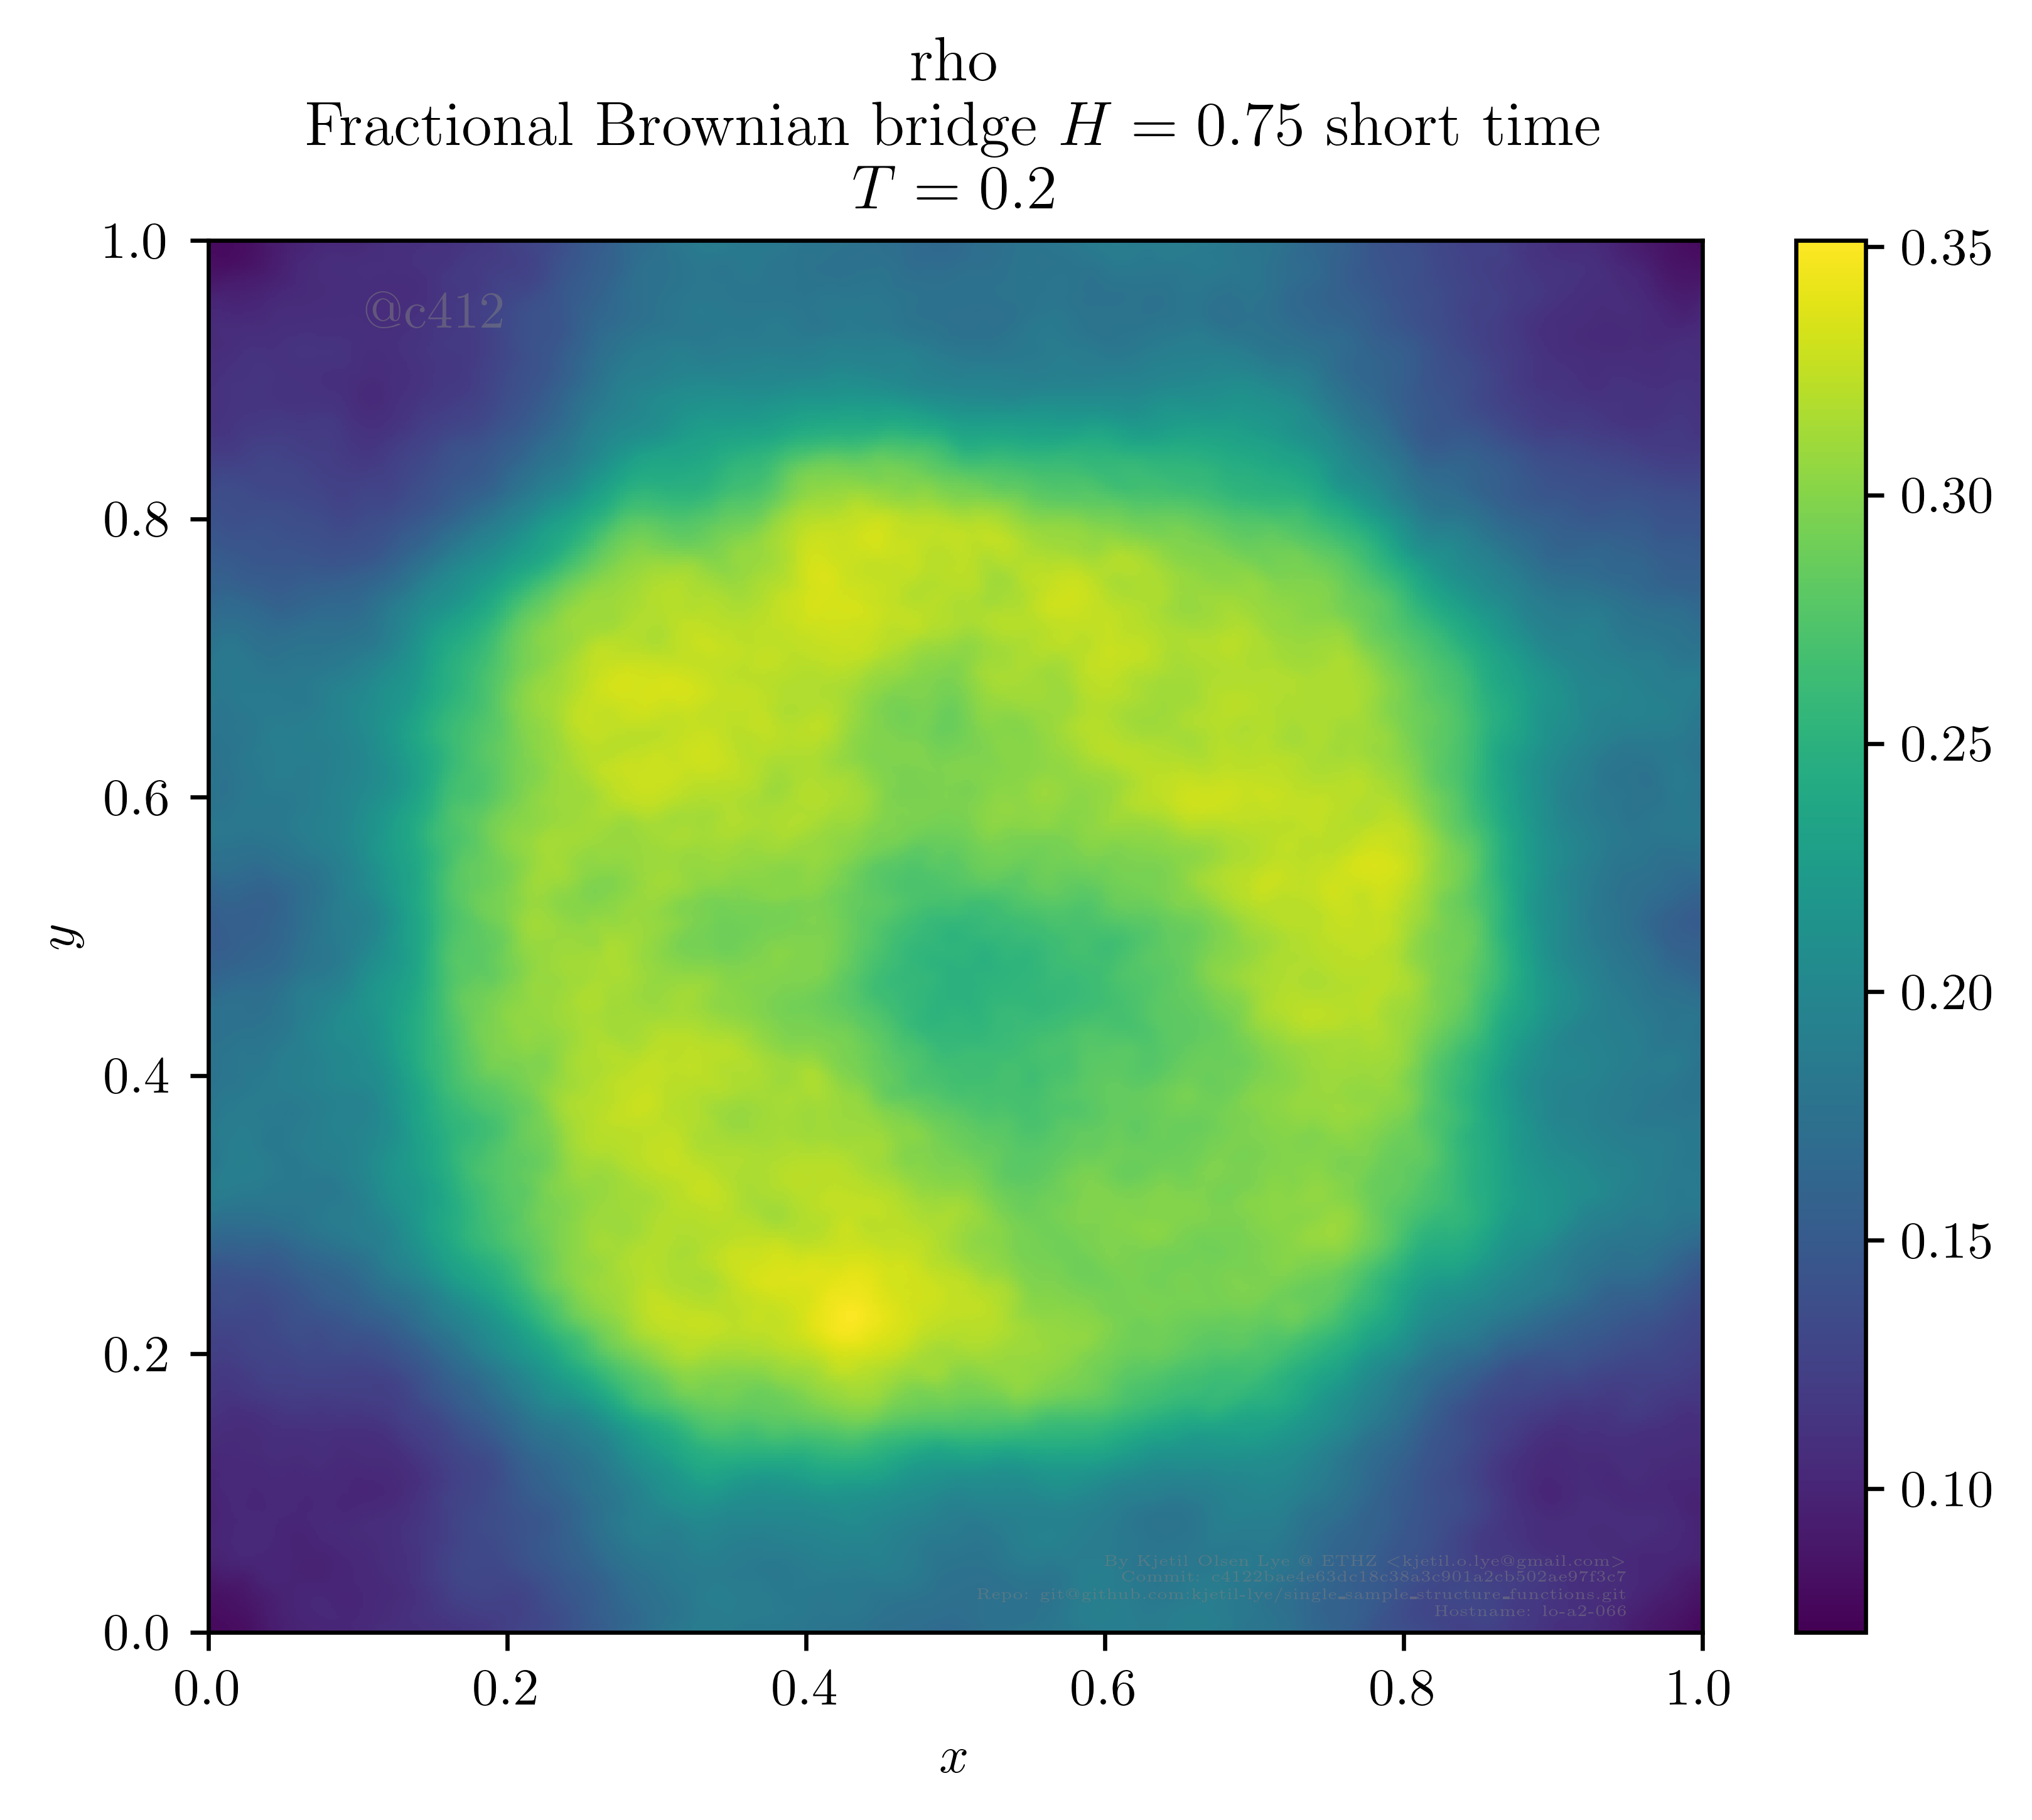 rho
Fractional Brownian bridge H = 0.75 short time
T = 0.2
@c412
1.0
0.8
0.6
0.4
0.2
0.0
y
0.0 0.2 0.4 0.6 0.8 1.0
x
0.35
0.30
0.25
0.20
0.15
0.10
By Kjetil Olsen Lye @ ETHZ <kjetil.o.lye@gmail.com>
Commit: c4122bae4e63dc18c38a3c901a2cb502ae97f3c7
Repo: git@github.com:kjetil-lye/single_sample_structure_functions.git
Hostname: lo-a2-066